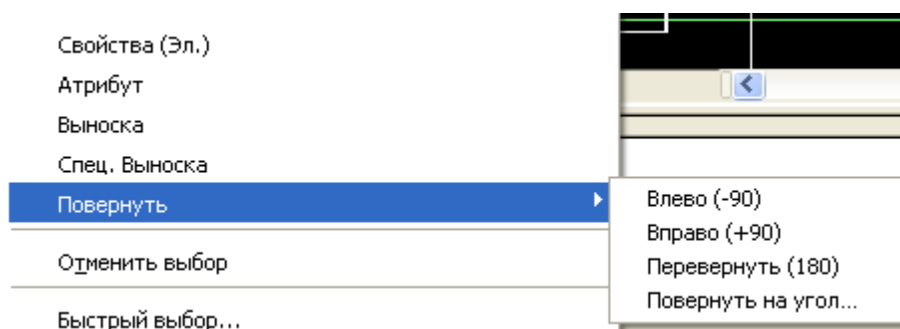 Свойства (Эл.)
Атрибут
Выноска
Спец. Выноска
Повернуть
Влево (-90)
Вправо (+90)
Перевернуть (180)
Повернуть на угол...
Отменить выбор
Быстрый выбор...